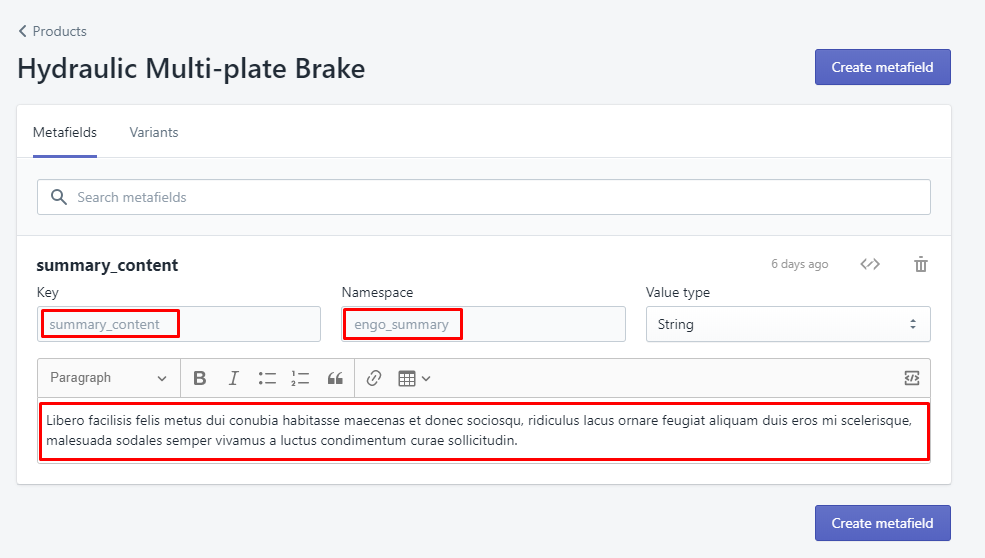 Products
Hydraulic Multi-plate Brake
Create metafield
Metafields
Variants
Search metafields
summary_content
6 days ago
Key
Namespace
Value type
summary_content
engo_summary
String
Paragraph
B
I
Libero facilisis felis metus dui conubia habitasse maecenas et donec sociosqu, ridiculus lacus ornare feugiat aliquam duis eros mi scelerisque,
malesuada sodales semper vivamus a luctus condimentum curae sollicitudin.
Create metafield